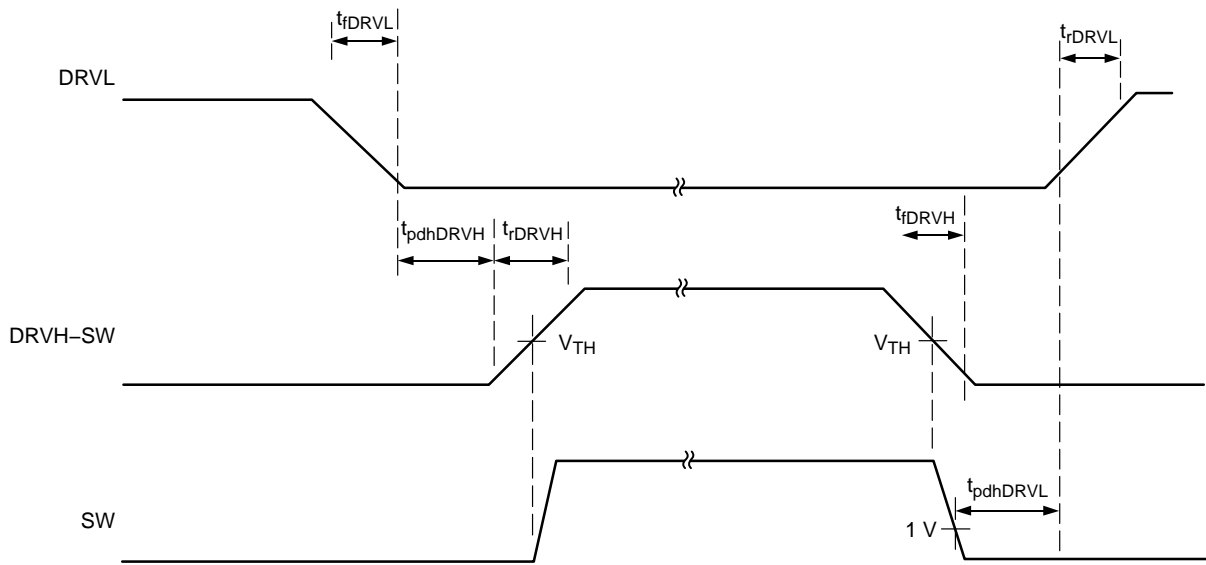 tfDRVL
trDRVL
DRVL
tpdhDRVH
trDRVH
tfDRVH
DRVH–SW
VTH
VTH
tpdhDRVL
SW
1 V